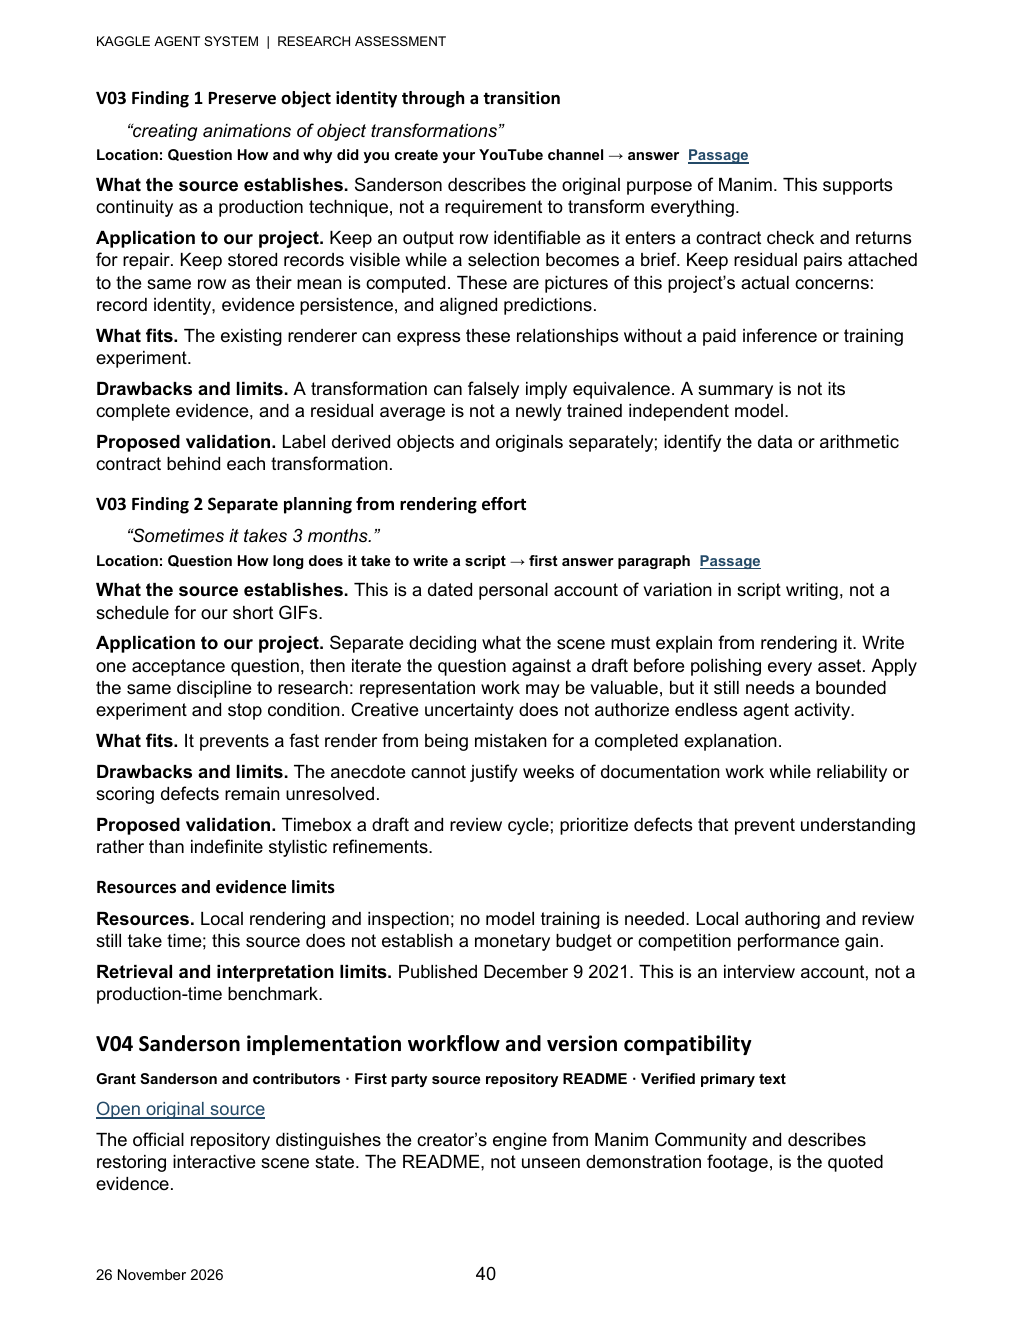 KAGGLE AGENT SYSTEM | RESEARCH ASSESSMENT
V03 Finding 1 Preserve object identity through a transition
“creating animations of object transformations”
Location: Question How and why did you create your YouTube channel → answer Passage
What the source establishes. Sanderson describes the original purpose of Manim. This supports
continuity as a production technique, not a requirement to transform everything.
Application to our project. Keep an output row identifiable as it enters a contract check and returns
for repair. Keep stored records visible while a selection becomes a brief. Keep residual pairs attached
to the same row as their mean is computed. These are pictures of this project’s actual concerns:
record identity, evidence persistence, and aligned predictions.
What fits. The existing renderer can express these relationships without a paid inference or training
experiment.
Drawbacks and limits. A transformation can falsely imply equivalence. A summary is not its
complete evidence, and a residual average is not a newly trained independent model.
Proposed validation. Label derived objects and originals separately; identify the data or arithmetic
contract behind each transformation.
V03 Finding 2 Separate planning from rendering effort
“Sometimes it takes 3 months.”
Location: Question How long does it take to write a script → first answer paragraph Passage
What the source establishes. This is a dated personal account of variation in script writing, not a
schedule for our short GIFs.
Application to our project. Separate deciding what the scene must explain from rendering it. Write
one acceptance question, then iterate the question against a draft before polishing every asset. Apply
the same discipline to research: representation work may be valuable, but it still needs a bounded
experiment and stop condition. Creative uncertainty does not authorize endless agent activity.
What fits. It prevents a fast render from being mistaken for a completed explanation.
Drawbacks and limits. The anecdote cannot justify weeks of documentation work while reliability or
scoring defects remain unresolved.
Proposed validation. Timebox a draft and review cycle; prioritize defects that prevent understanding
rather than indefinite stylistic refinements.
Resources and evidence limits
Resources. Local rendering and inspection; no model training is needed. Local authoring and review
still take time; this source does not establish a monetary budget or competition performance gain.
Retrieval and interpretation limits. Published December 9 2021. This is an interview account, not a
production-time benchmark.
V04 Sanderson implementation workflow and version compatibility
Grant Sanderson and contributors · First party source repository README · Verified primary text
Open original source
The official repository distinguishes the creator’s engine from Manim Community and describes
restoring interactive scene state. The README, not unseen demonstration footage, is the quoted
evidence.
26 November 2026
40